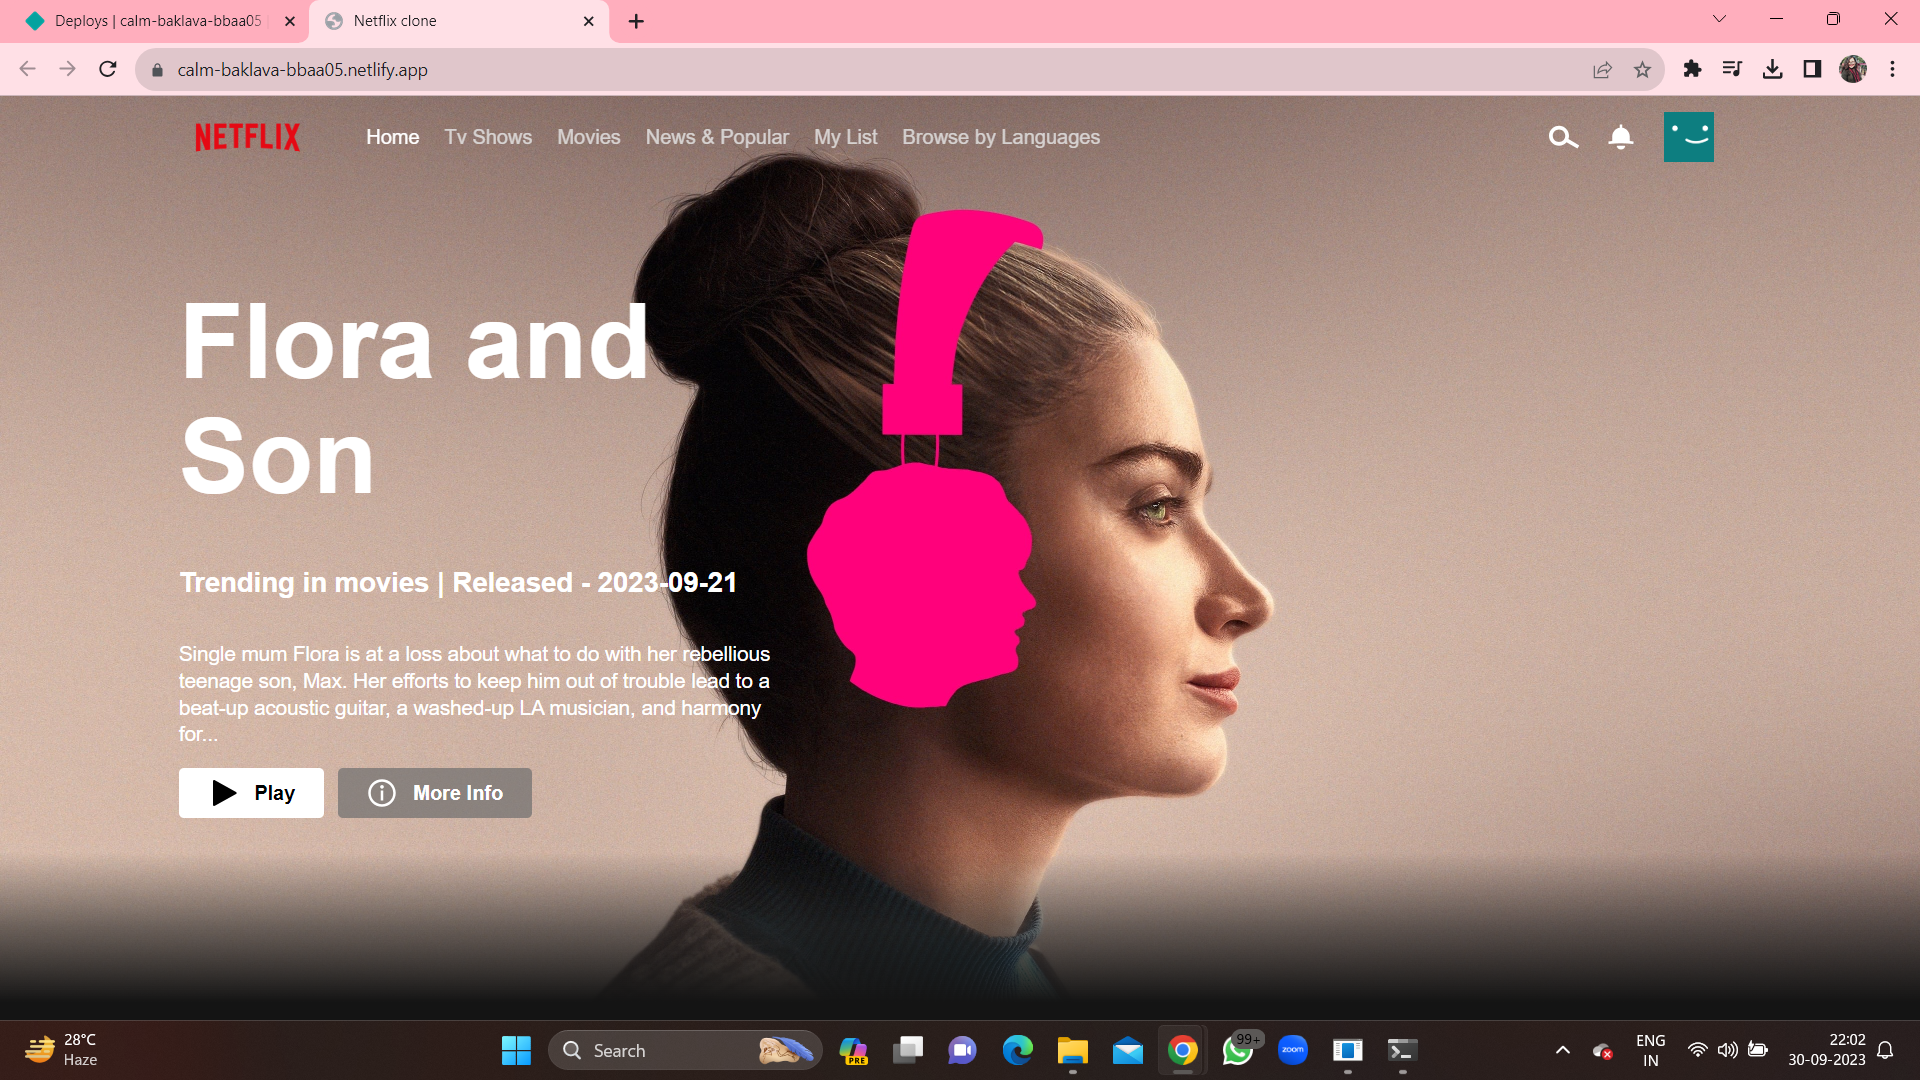 Deploys | calm-baklava-bbaa05
Netflix clone
calm-baklava-bbaa05.netlify.app
NETFLIX
Home
Tv Shows
Movies
News & Popular
My List
Browse by Languages
Flora and
Son
Trending in movies | Released - 2023-09-21
Single mum Flora is at a loss about what to do with her rebellious
teenage son, Max. Her efforts to keep him out of trouble lead to a
beat-up acoustic guitar, a washed-up LA musician, and harmony
for...
Play
More Info
28°C
Haze
Search
PRE
99+
zoom
ENG
IN
22:02
30-09-2023